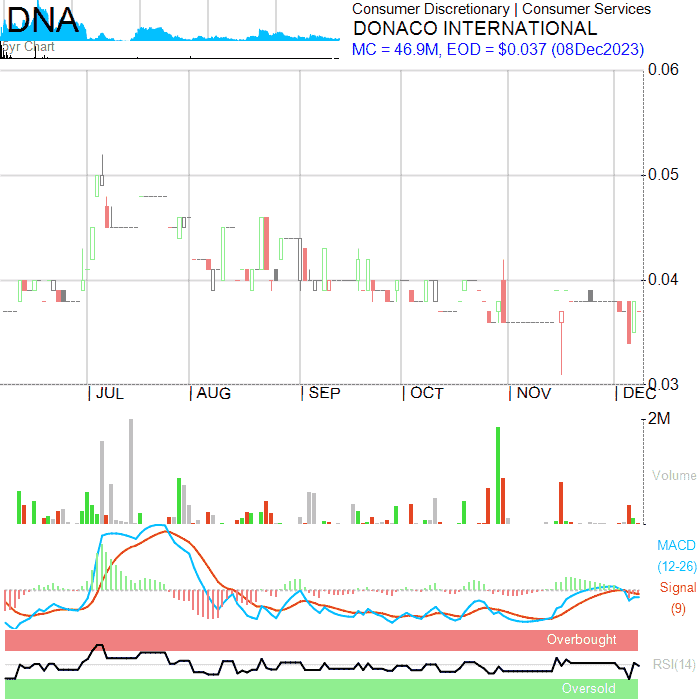 DNA
5yr Chart
Consumer Discretionary | Consumer Services
DONACO INTERNATIONAL
MC = 46.9M, EOD = $0.037 (08Dec2023)
0.06
0.05
0.04
0.03
JUL
AUG
SEP
OCT
NOV
DEC
2M
Volume
MACD
(12-26)
Signal
(9)
Overbought
RSI(14)
Oversold